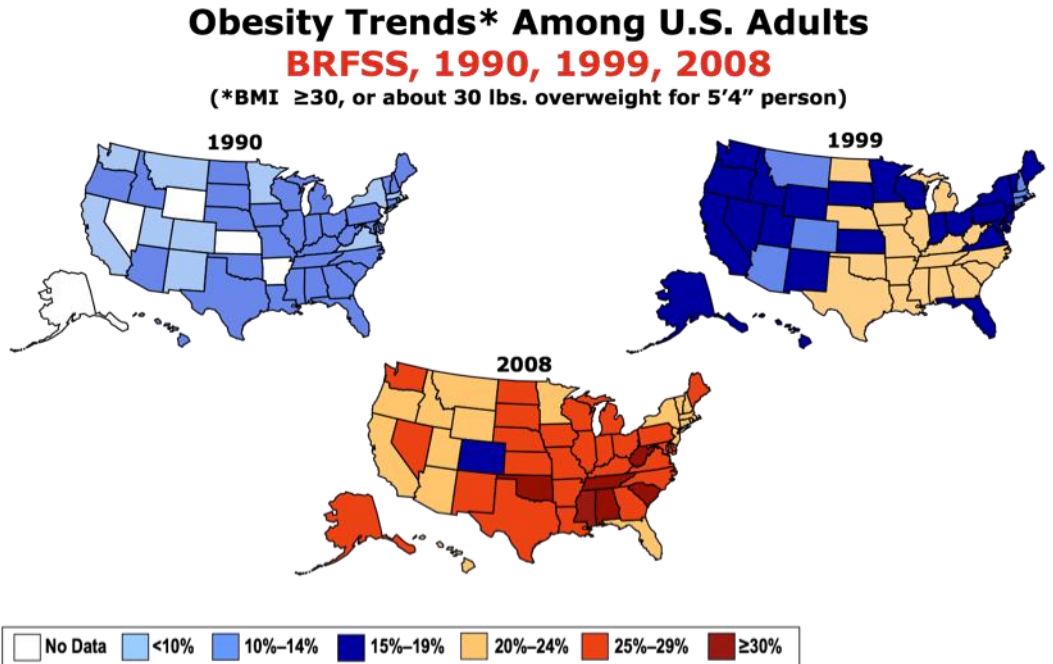 Obesity Trends* Among U.S. Adults
BRFSS, 1990, 1999, 2008
(*BMI ≥30, or about 30 lbs. overweight for 5’4” person)
1990
1999
2008
No Data <10% 10%–14% 15%–19% 20%–24% 25%–29% ≥30%